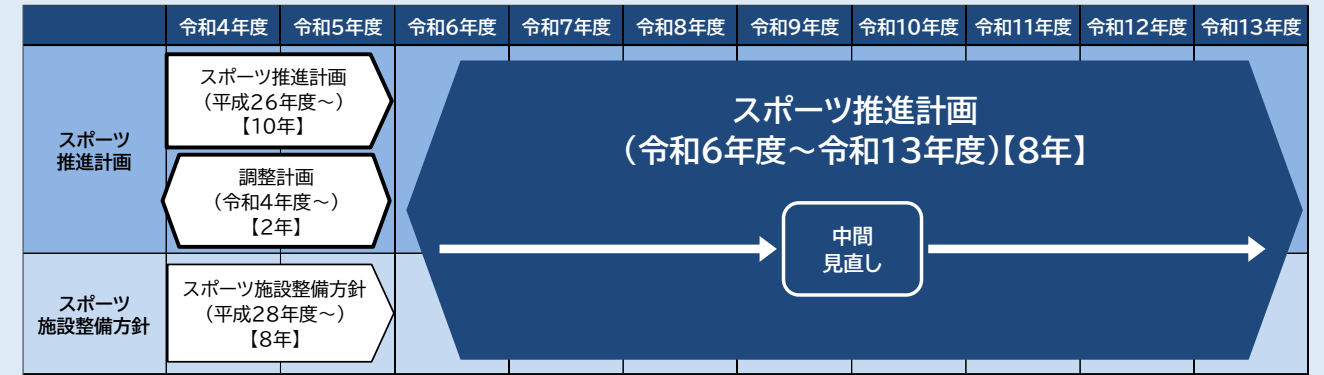 令和4年度 令和5年度 令和6年度 令和7年度 令和8年度 令和9年度 令和10年度 令和11年度 令和12年度 令和13年度
スポーツ
推進計画
スポーツ推進計画
（平成26年度～）
【10年】
調整計画
（令和4年度～）
【2年】
スポーツ推進計画
（令和6年度～令和13年度）【8年】
中間
見直し
スポーツ
施設整備方針
スポーツ施設整備方針
（平成28年度～）
【8年】